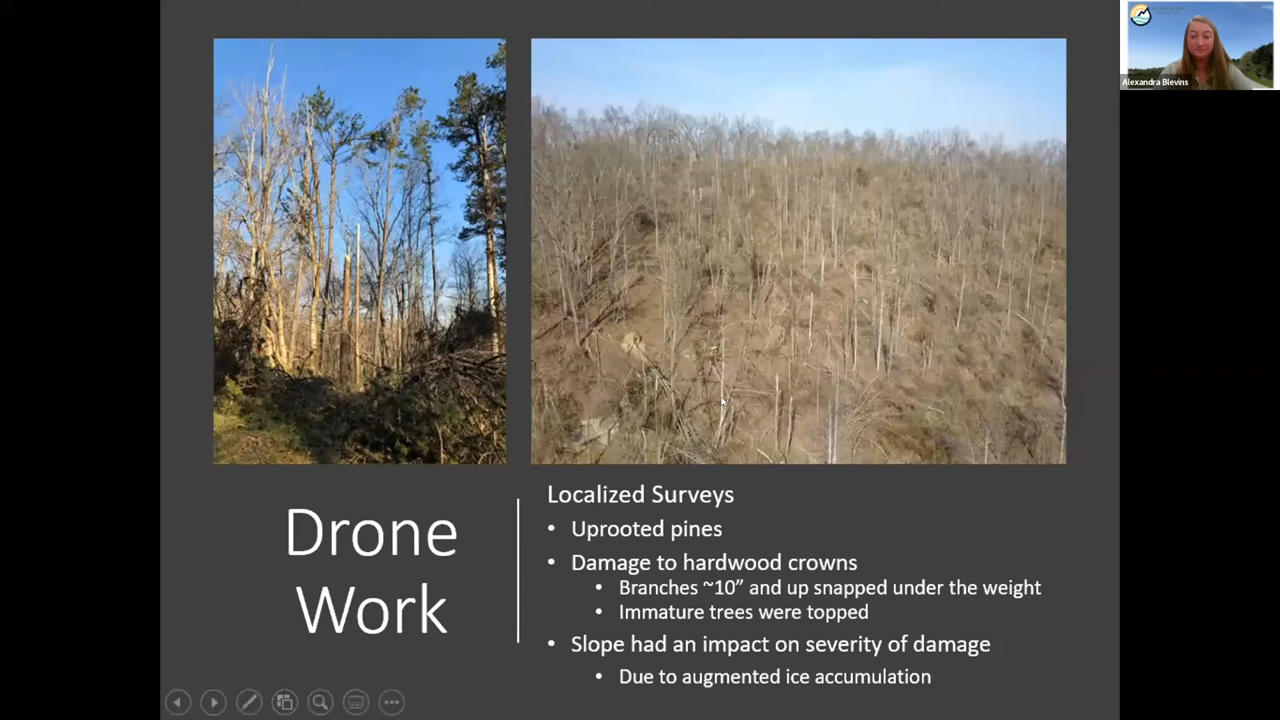 Alexandra Blevins
Drone
Work
Localized Surveys
• Uprooted pines
• Damage to hardwood crowns
• Branches ~10” and up snapped under the weight
• Immature trees were topped
• Slope had an impact on severity of damage
• Due to augmented ice accumulation